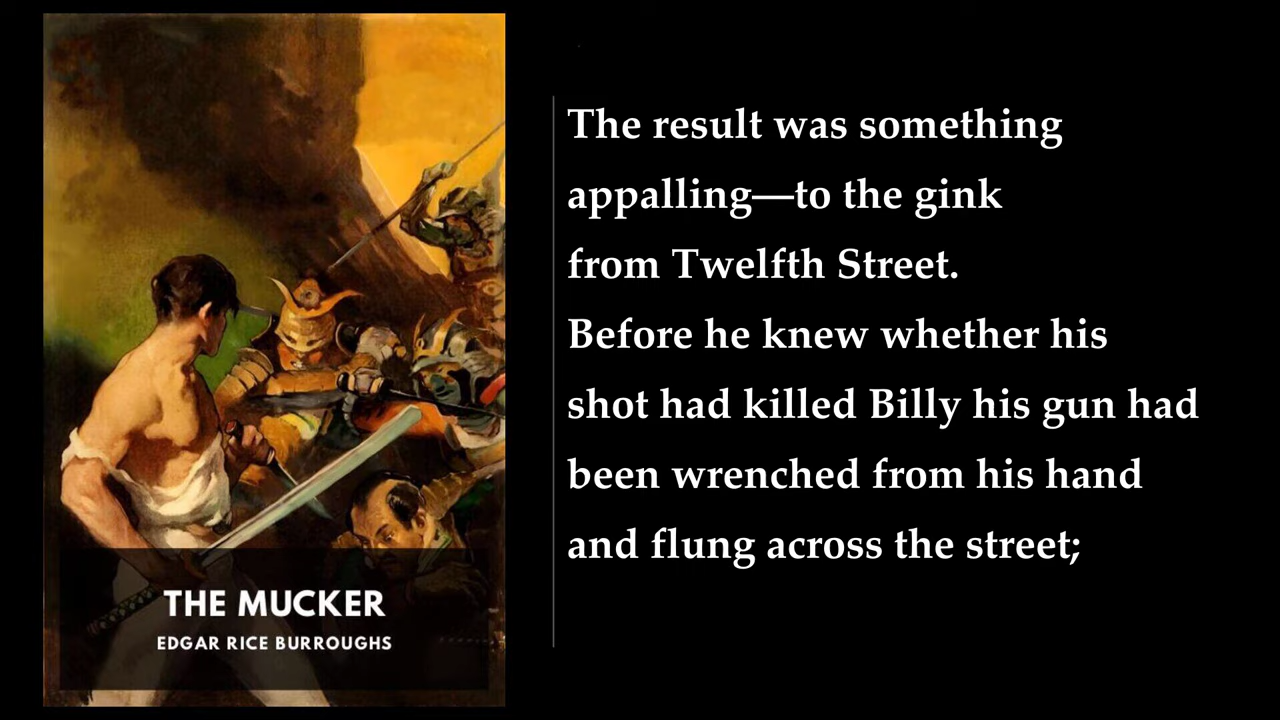 The result was something
appalling—to the gink
from Twelfth Street.
Before he knew whether his
shot had killed Billy his gun had
been wrenched from his hand
and flung across the street;
THE MUCKER
EDGAR RICE BURROUGHS